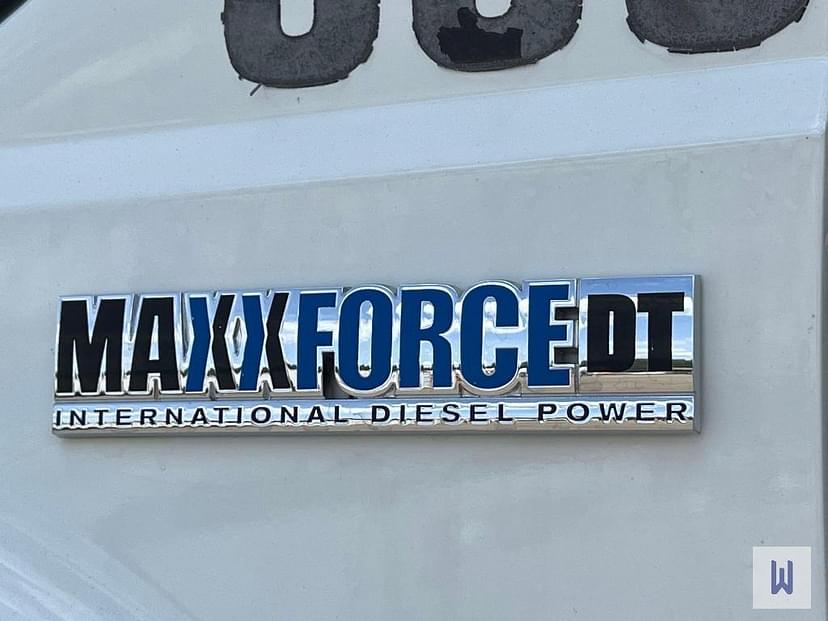 MAXXFORCE DT
INTERNATIONAL DIESEL POWER
W